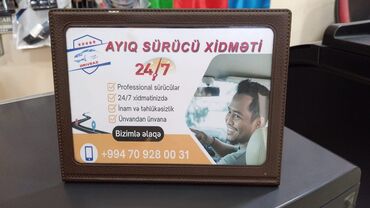 AYIQ SÜRÜCÜ XİDMƏTİ
24/7
Professional sürücülər
24/7 xidmətinizdə
İnam və təhlükəsizlik
Ünvandan ünvana
Bizimlə əlaqə
+994 70 928 00 31